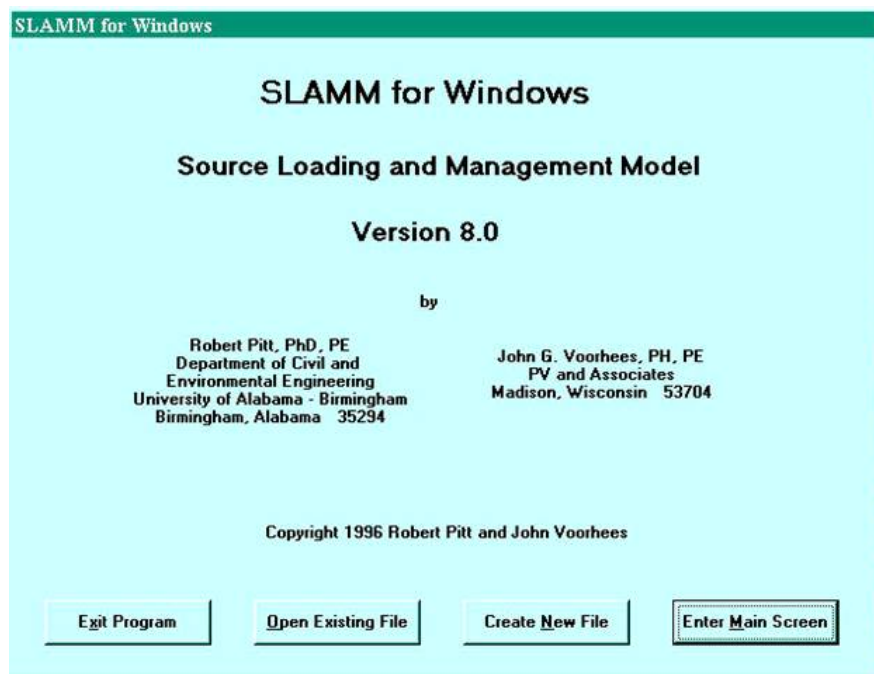 SLAMM for Windows
SLAMM for Windows
Source Loading and Management Model
Version 8.0
by
Robert Pitt, PhD, PE
Department of Civil and
Environmental Engineering
University of Alabama - Birmingham
Birmingham, Alabama 35294
John G. Voorhees, PH, PE
PV and Associates
Madison, Wisconsin 53704
Copyright 1996 Robert Pitt and John Voorhees
Exit Program
Open Existing File
Create New File
Enter Main Screen